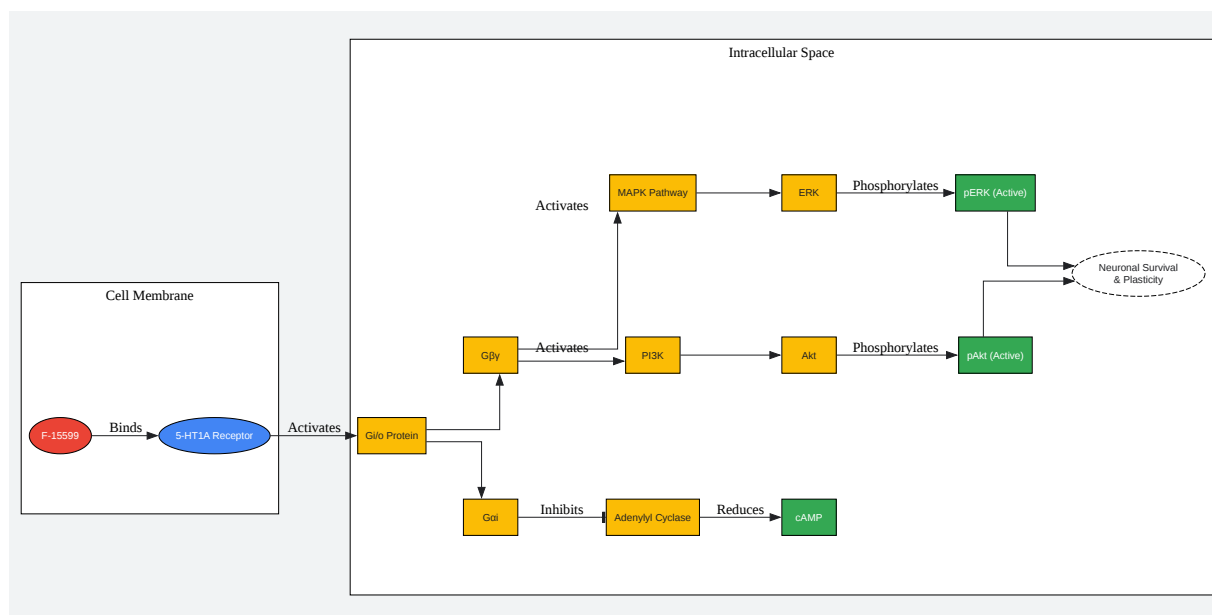 Intracellular Space
MAPK Pathway
ERK
Phosphorylates
pERK (Active)
Activates
Neuronal Survival
& Plasticity
Cell Membrane
Gβγ
Activates
PI3K
Akt
Phosphorylates
pAkt (Active)
F-15599
Binds
5-HT1A Receptor
Activates
Gi/o Protein
Gαi
Inhibits
Adenylyl Cyclase
Reduces
cAMP